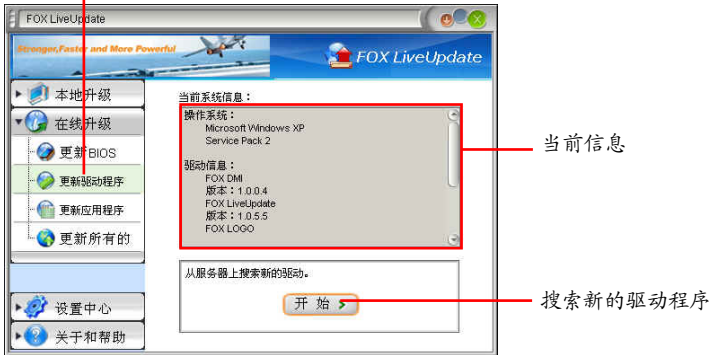 FOX LiveUpdate
Stronger,Faster and More Powerful
FOX LiveUpdate
本地升级
在线升级
更新BIOS
更新驱动程序
更新应用程序
更新所有的
设置中心
关于和帮助
当前系统信息：
操作系统：
Microsoft Windows XP
Service Pack 2
驱动信息：
FOX DMI
版本：1.0.0.4
FOX LiveUpdate
版本：1.0.5.5
FOX LOGO
从服务器上搜索新的驱动。
开 始
当前信息
搜索新的驱动程序